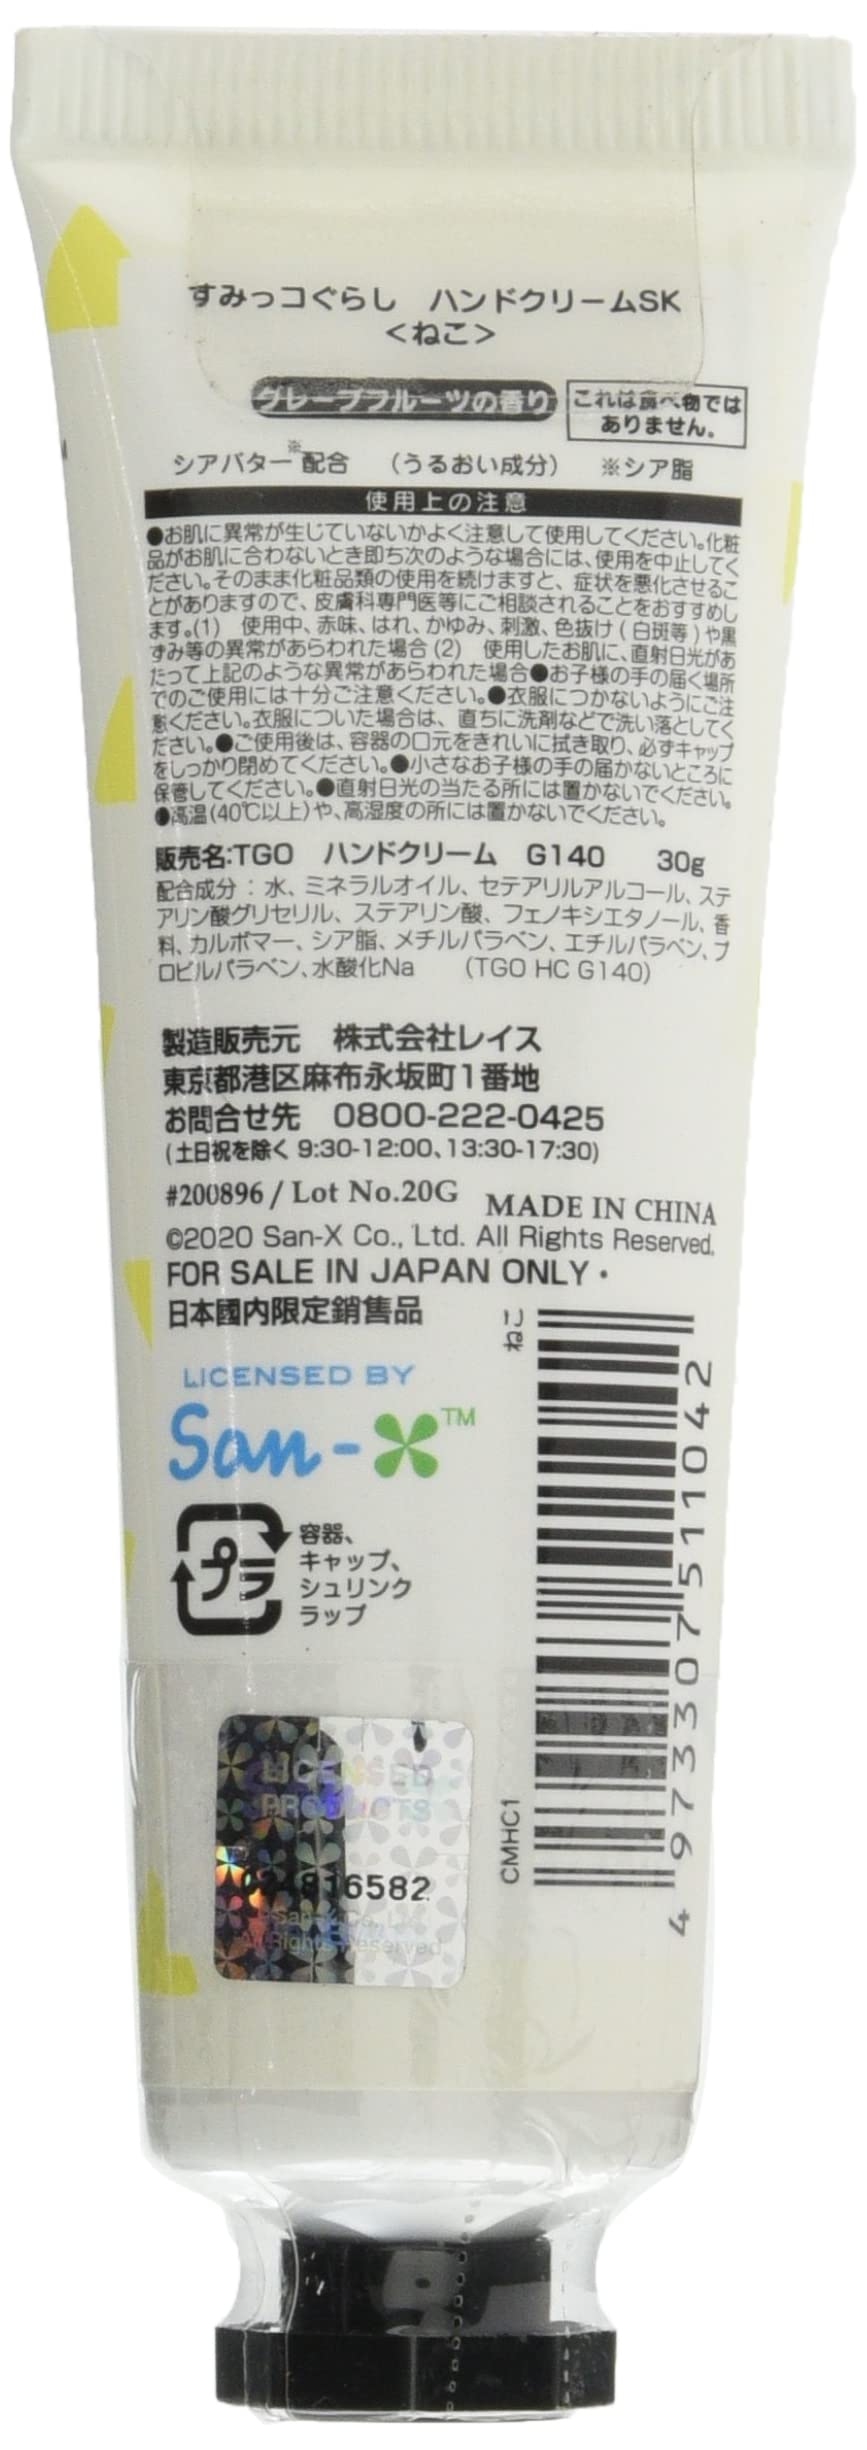 すみっコぐらし ハンドクリームSK
<ねこ>
グレープフルーツの香り
これは食べ物では
ありません。
シアバター※配合 (うるおい成分) ※シア脂
使用上の注意
●お肌に異常が生じていないかよく注意して使用してください。化粧
品がお肌に合わないとき即ち次のような場合には、使用を中止してく
ださい。そのまま化粧品類の使用を続けますと、症状を悪化させるこ
とがありますので、皮膚科専門医等にご相談されることをおすすめし
ます。(1) 使用中、赤味、はれ、かゆみ、刺激、色抜け(白斑等)や黒
ずみ等の異常があらわれた場合(2) 使用したお肌に、直射日光があ
たって上記のような異常があらわれた場合●お子様の手の届く場所
でのご使用には十分ご注意ください。●衣服につかないようにご注
意ください。衣服についた場合は、直ちに洗剤などで洗い落としてく
ださい。●ご使用後は、容器の口元をきれいに拭き取り、必ずキャップ
をしっかり閉めてください。●小さなお子様の手の届かないところに
保管してください。●直射日光の当たる所には置かないでください。
●高温(40℃以上)や、高湿度の所には置かないでください。
販売名:TGO ハンドクリーム G140 30g
配合成分:水、ミネラルオイル、セテアリルアルコール、ステ
アリン酸グリセリル、ステアリン酸、フェノキシエタノール、香
料、カルボマー、シア脂、メチルパラベン、エチルパラベン、プ
ロピルパラベン、水酸化Na (TGO HC G140)
製造販売元 株式会社レイス
東京都港区麻布永坂町1番地
お問合せ先 0800-222-0425
(土日祝を除く 9:30-12:00、13:30-17:30)
#200896 / Lot No.20G MADE IN CHINA
©2020 San-X Co., Ltd. All Rights Reserved.
FOR SALE IN JAPAN ONLY・
日本國内限定銷售品
LICENSED BY
San-X™
プラ
容器、
キャップ、
シュリンク
ラップ
ねこ
4973307511042
CMHC1
LICENSED
PRODUCTS
816582
San-X Co., Ltd.
All Rights Reserved.